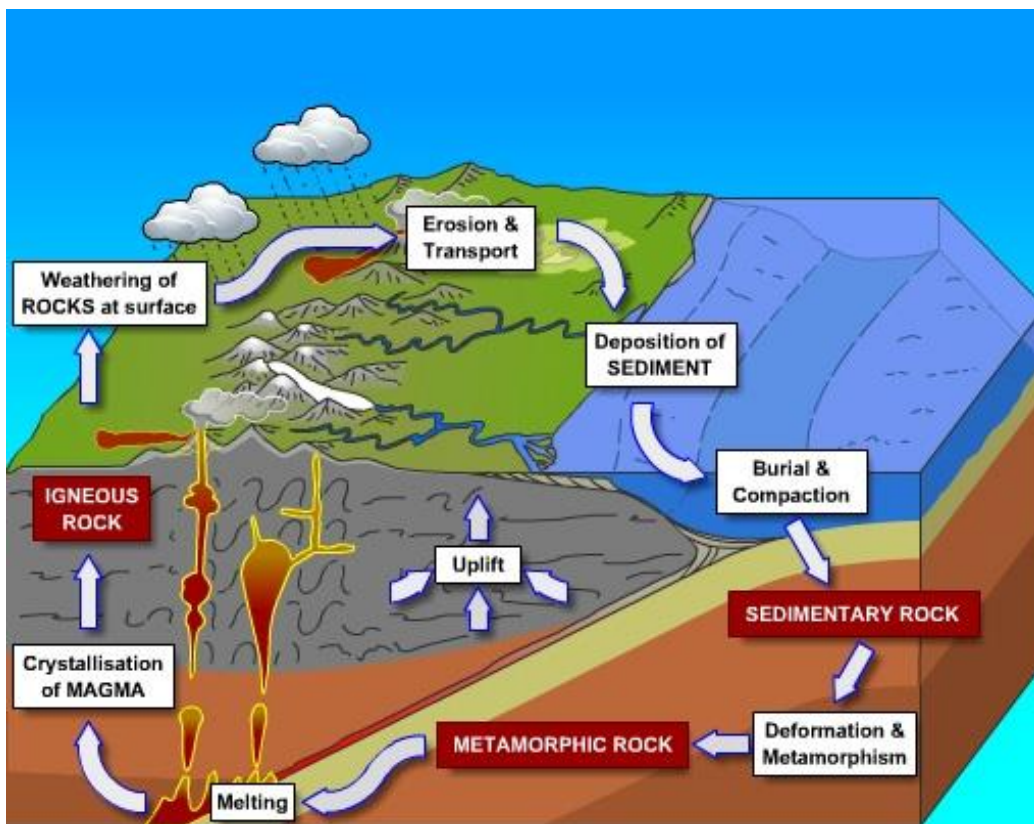 Erosion &
Transport
Weathering of
ROCKS at surface
Deposition of
SEDIMENT
Burial &
Compaction
IGNEOUS
ROCK
Uplift
SEDIMENTARY ROCK
Crystallisation
of MAGMA
Deformation &
Metamorphism
METAMORPHIC ROCK
Melting